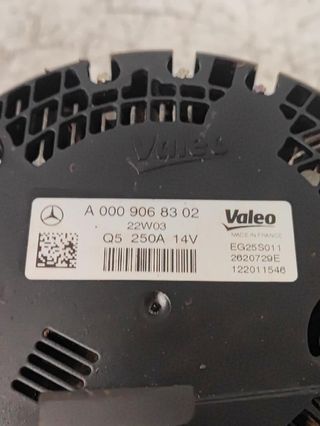 Valeo
A 000 906 83 02
22W03
Q5 250A 14V
Valeo
MADE IN FRANCE
EG25S011
2620729E
122011546